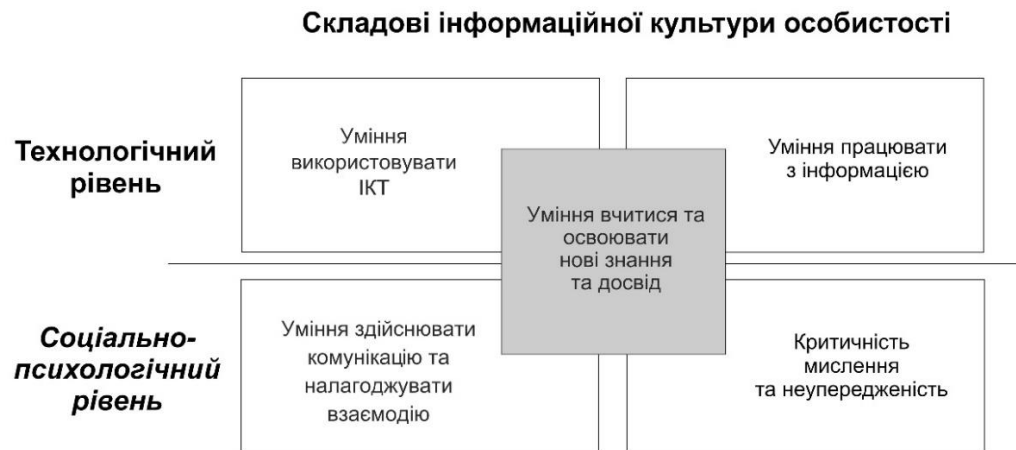 Складові інформаційної культури особистості
Технологічний
рівень
Уміння
використовувати
ІКТ
Уміння працювати
з інформацією
Уміння вчитися та
освоювати
нові знання
та досвід
Соціально-
психологічний
рівень
Уміння здійснювати
комунікацію та
налагоджувати
взаємодію
Критичність
мислення
та неупередженість